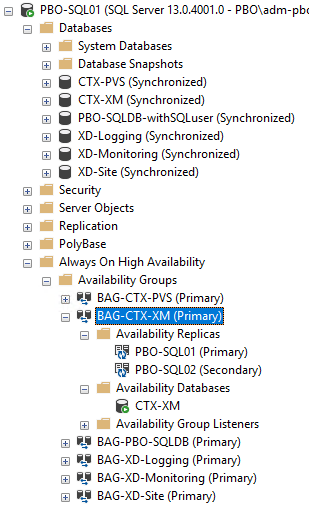 PBO-SQL01 (SQL Server 13.0.4001.0 - PBO\adm-pbo
Databases
System Databases
Database Snapshots
CTX-PVS (Synchronized)
CTX-XM (Synchronized)
PBO-SQLDB-withSQLuser (Synchronized)
XD-Logging (Synchronized)
XD-Monitoring (Synchronized)
XD-Site (Synchronized)
Security
Server Objects
Replication
PolyBase
Always On High Availability
Availability Groups
BAG-CTX-PVS (Primary)
BAG-CTX-XM (Primary)
Availability Replicas
PBO-SQL01 (Primary)
PBO-SQL02 (Secondary)
Availability Databases
CTX-XM
Availability Group Listeners
BAG-PBO-SQLDB (Primary)
BAG-XD-Logging (Primary)
BAG-XD-Monitoring (Primary)
BAG-XD-Site (Primary)